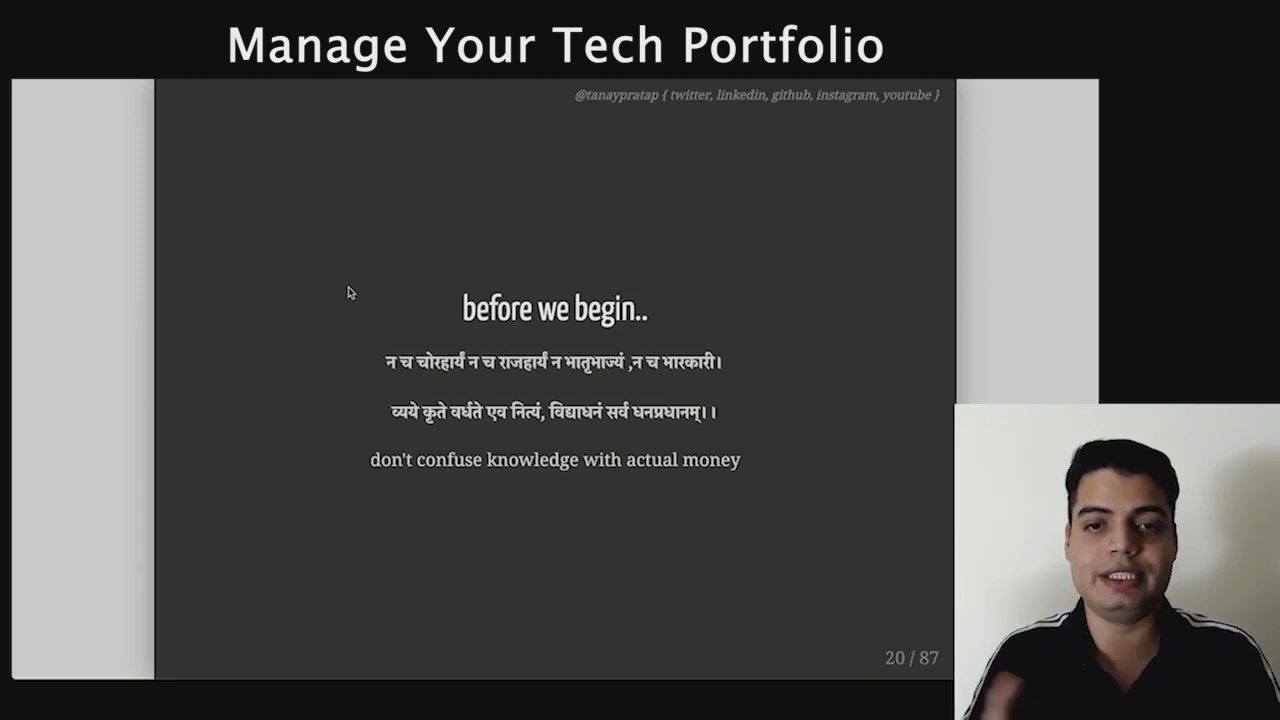 Manage Your Tech Portfolio
@tanaypratap { twitter, linkedin, github, instagram, youtube }
before we begin..
न च चोरहार्यं न च राजहार्यं न भातृभाज्यं ,न च भारकारी।
व्यये कृते वर्धते एव नित्यं, विद्याधनं सर्व धनप्रधानम्।।
don't confuse knowledge with actual money
20 / 87